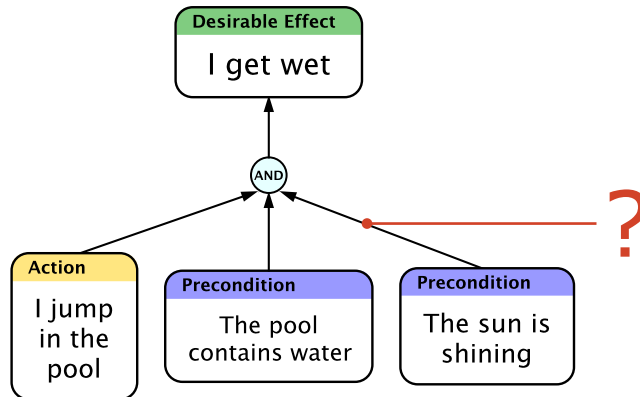 Desirable Effect
I get wet
AND
Action
I jump
in the
pool
Precondition
The pool
contains water
Precondition
The sun is
shining
?